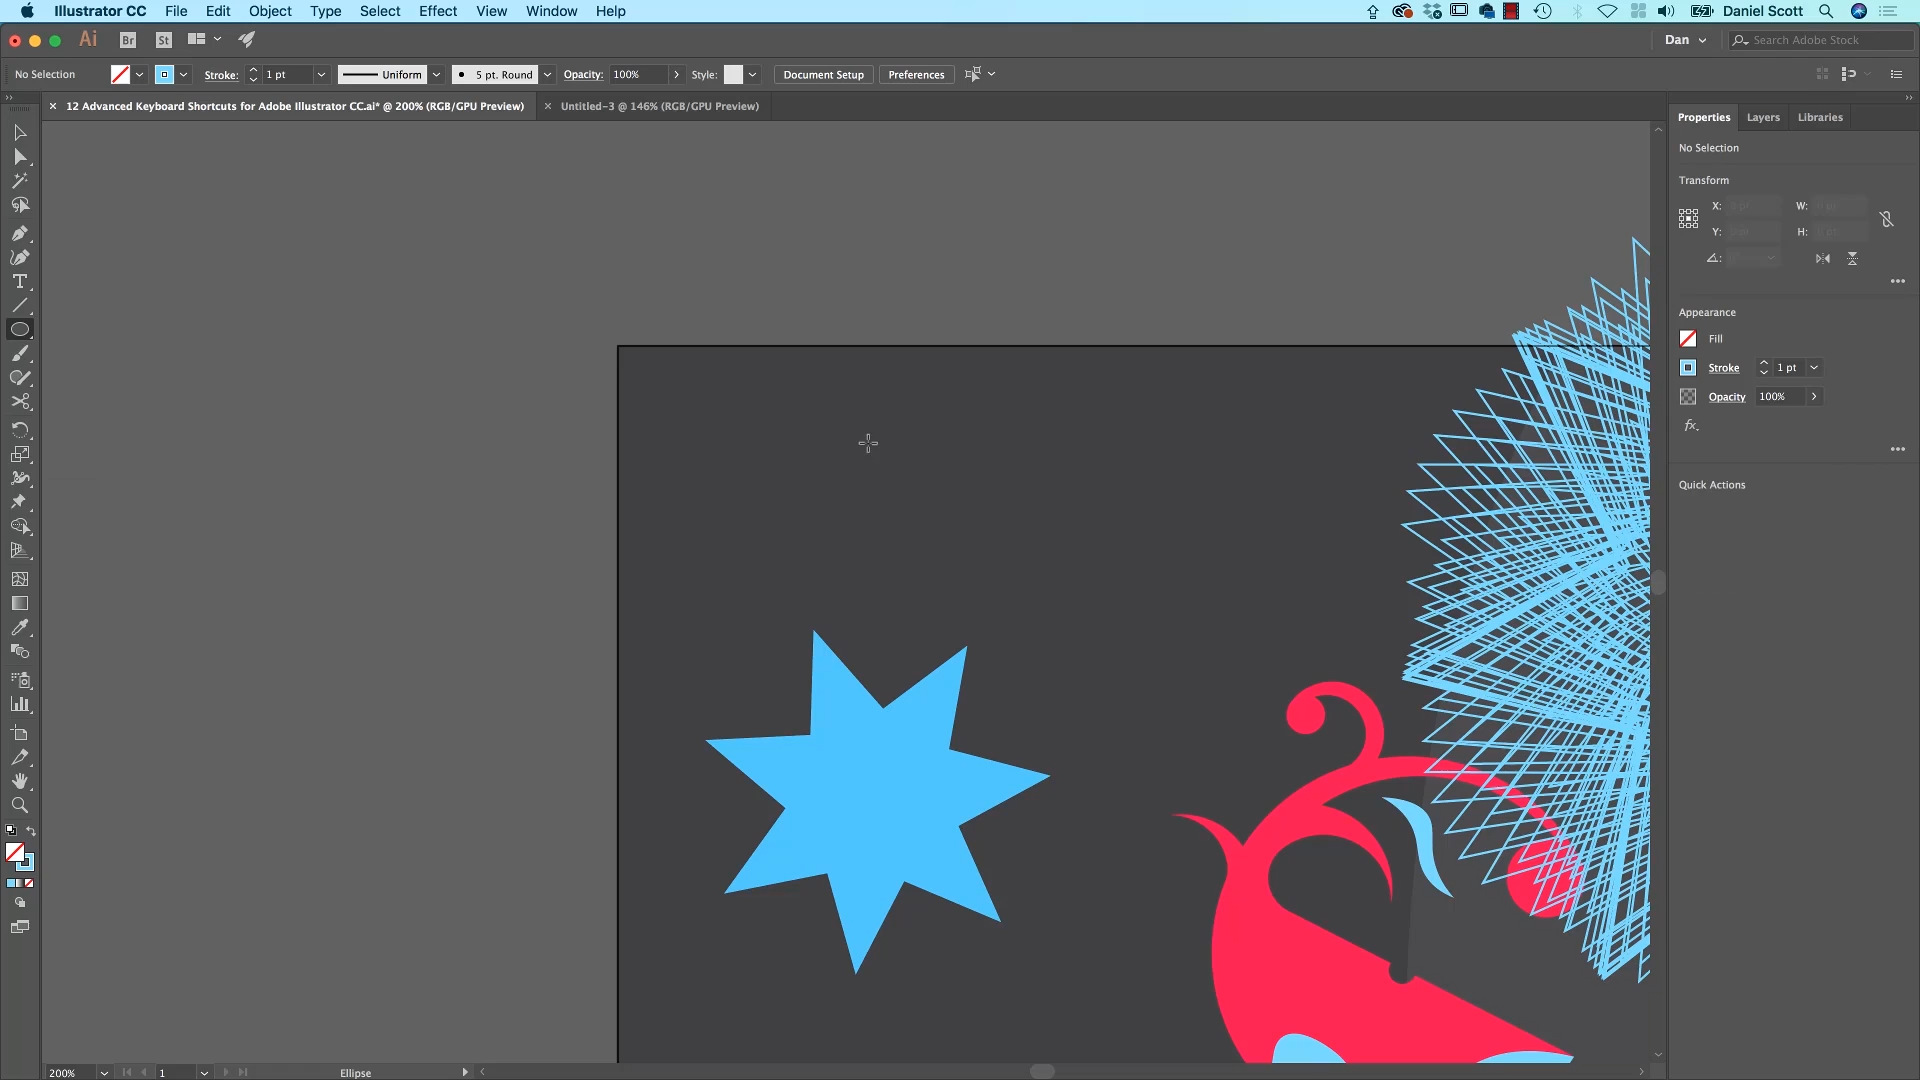 Illustrator CC File Edit Object Type Select Effect View Window Help Daniel Scott
Ai Br St Dan Search Adobe Stock
No Selection Stroke: 1 pt Uniform 5 pt. Round Opacity: 100% Style: Document Setup Preferences
12 Advanced Keyboard Shortcuts for Adobe Illustrator CC.ai* @ 200% (RGB/GPU Preview) Untitled-3 @ 146% (RGB/GPU Preview)
Properties Layers Libraries
No Selection
Transform
X: W:
Y: H:
Appearance
Fill
Stroke 1 pt
Opacity 100%
fx.
Quick Actions
200% 1 Ellipse